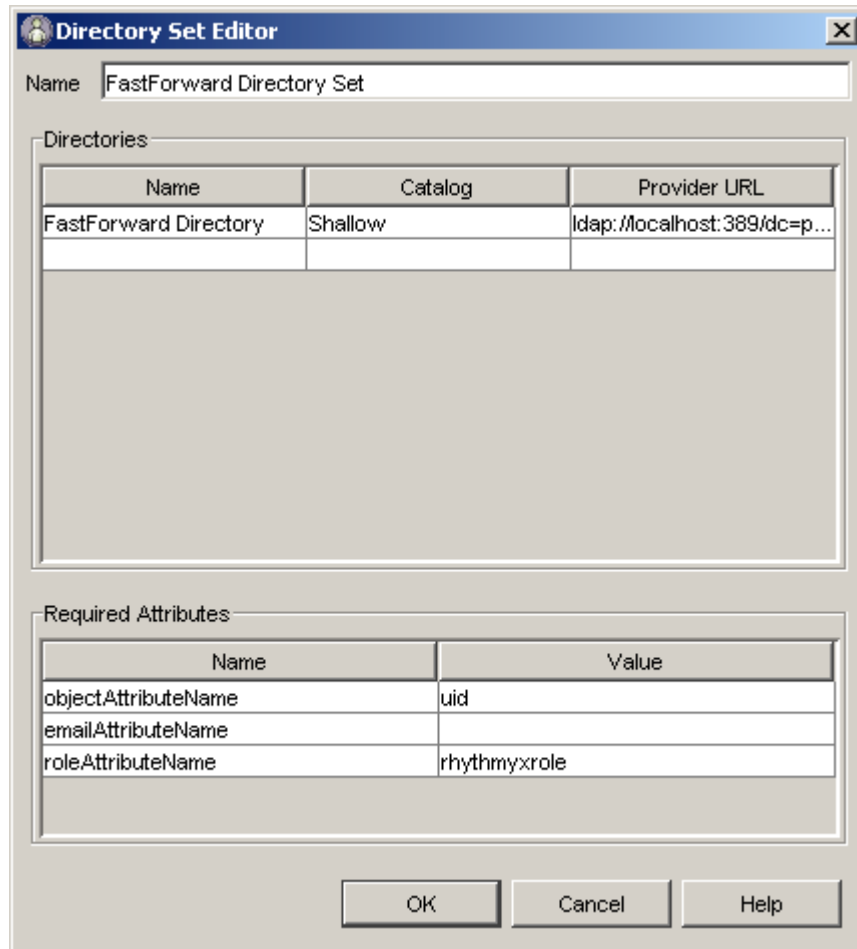 Directory Set Editor
Name FastForward Directory Set
Directories
Name Catalog Provider URL
FastForward Directory Shallow ldap://localhost:389/dc=p...
Required Attributes
Name Value
objectAttributeName uid
emailAttributeName
roleAttributeName rhythmyxrole
OK Cancel Help